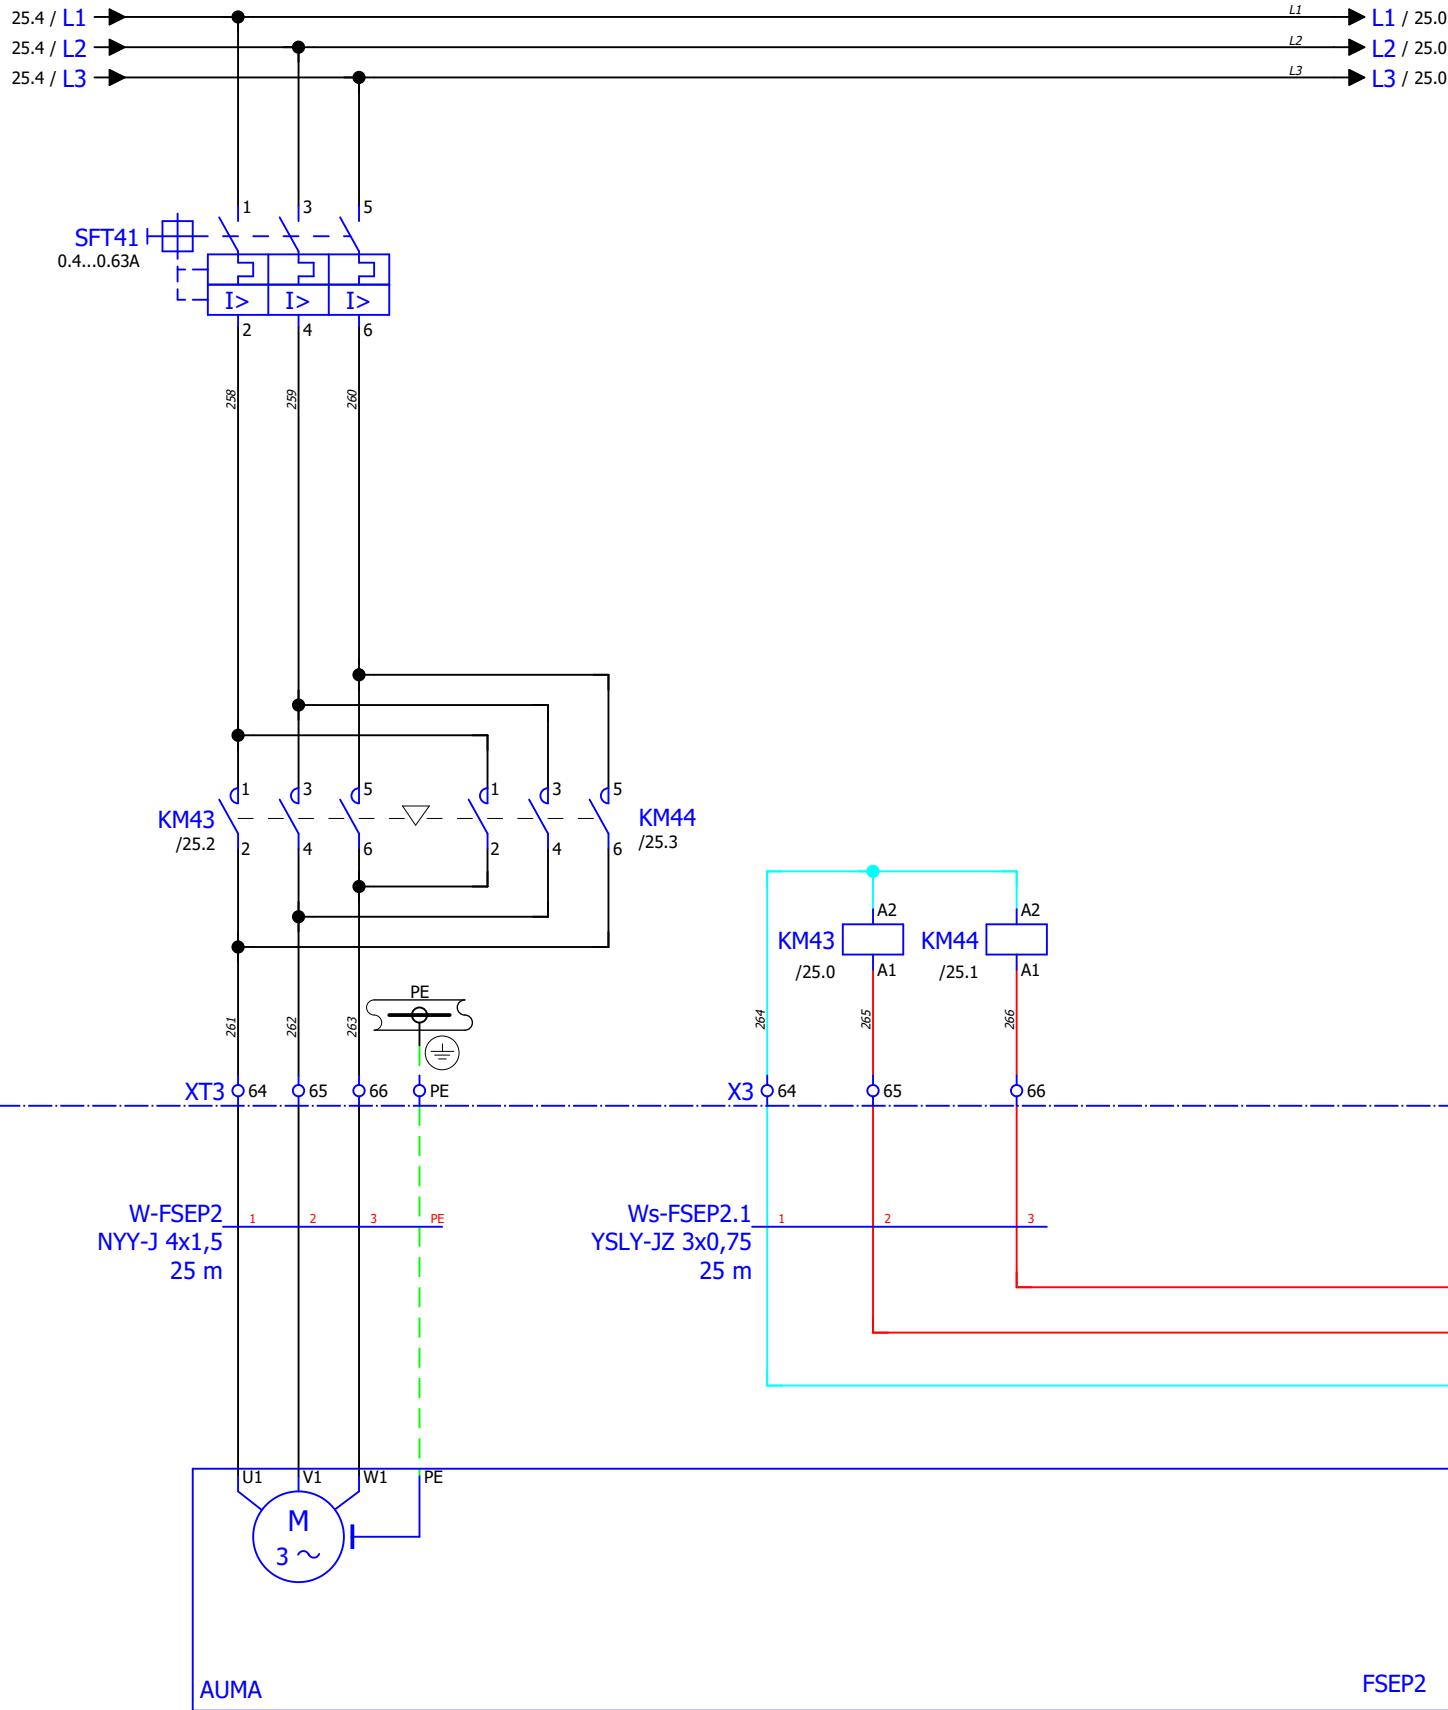 25.4 / L1 L1 L1 / 25.0
25.4 / L2 L2 L2 / 25.0
25.4 / L3 L3 L3 / 25.0
1 3 5
SFT41
0.4...0.63A
I> I> I>
2 4 6
258 259 260
1 3 5 1 3 5
KM43 KM44
/25.2 /25.3
2 4 6 2 4 6
A2 A2
KM43 KM44
/25.0 A1 /25.1 A1
PE
261 262 263 264 265 266
XT3 64 65 66 PE X3 64 65 66
W-FSEP2 1 2 3 PE Ws-FSEP2.1 1 2 3
NYY-J 4x1,5 YSLY-JZ 3x0,75
25 m 25 m
U1 V1 W1 PE
M
3 ~
AUMA FSEP2